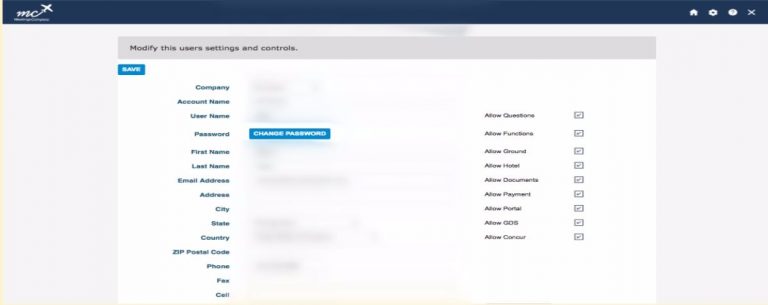 mc
MeetingsCompany
Modify this users settings and controls.
SAVE
Company
Account Name
User Name
Allow Questions
Password
CHANGE PASSWORD
Allow Functions
First Name
Allow Ground
Last Name
Allow Hotel
Email Address
Allow Documents
Address
Allow Payment
City
Allow Portal
State
Allow GDS
Country
Allow Concur
ZIP Postal Code
Phone
Fax
Cell